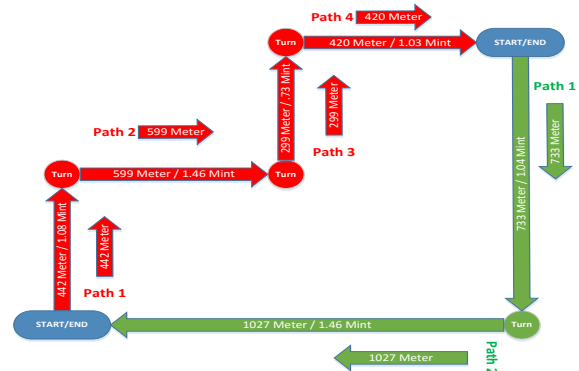 Path 4
420 Meter
Turn
420 Meter / 1.03 Mint
START/END
Path 1
299 Meter / .73 Mint
299 Meter
Path 3
733 Meter / 1.04 Mint
733 Meter
Path 2
599 Meter
Turn
599 Meter / 1.46 Mint
Turn
442 Meter / 1.08 Mint
442 Meter
Path 1
START/END
1027 Meter / 1.46 Mint
Turn
1027 Meter
Path